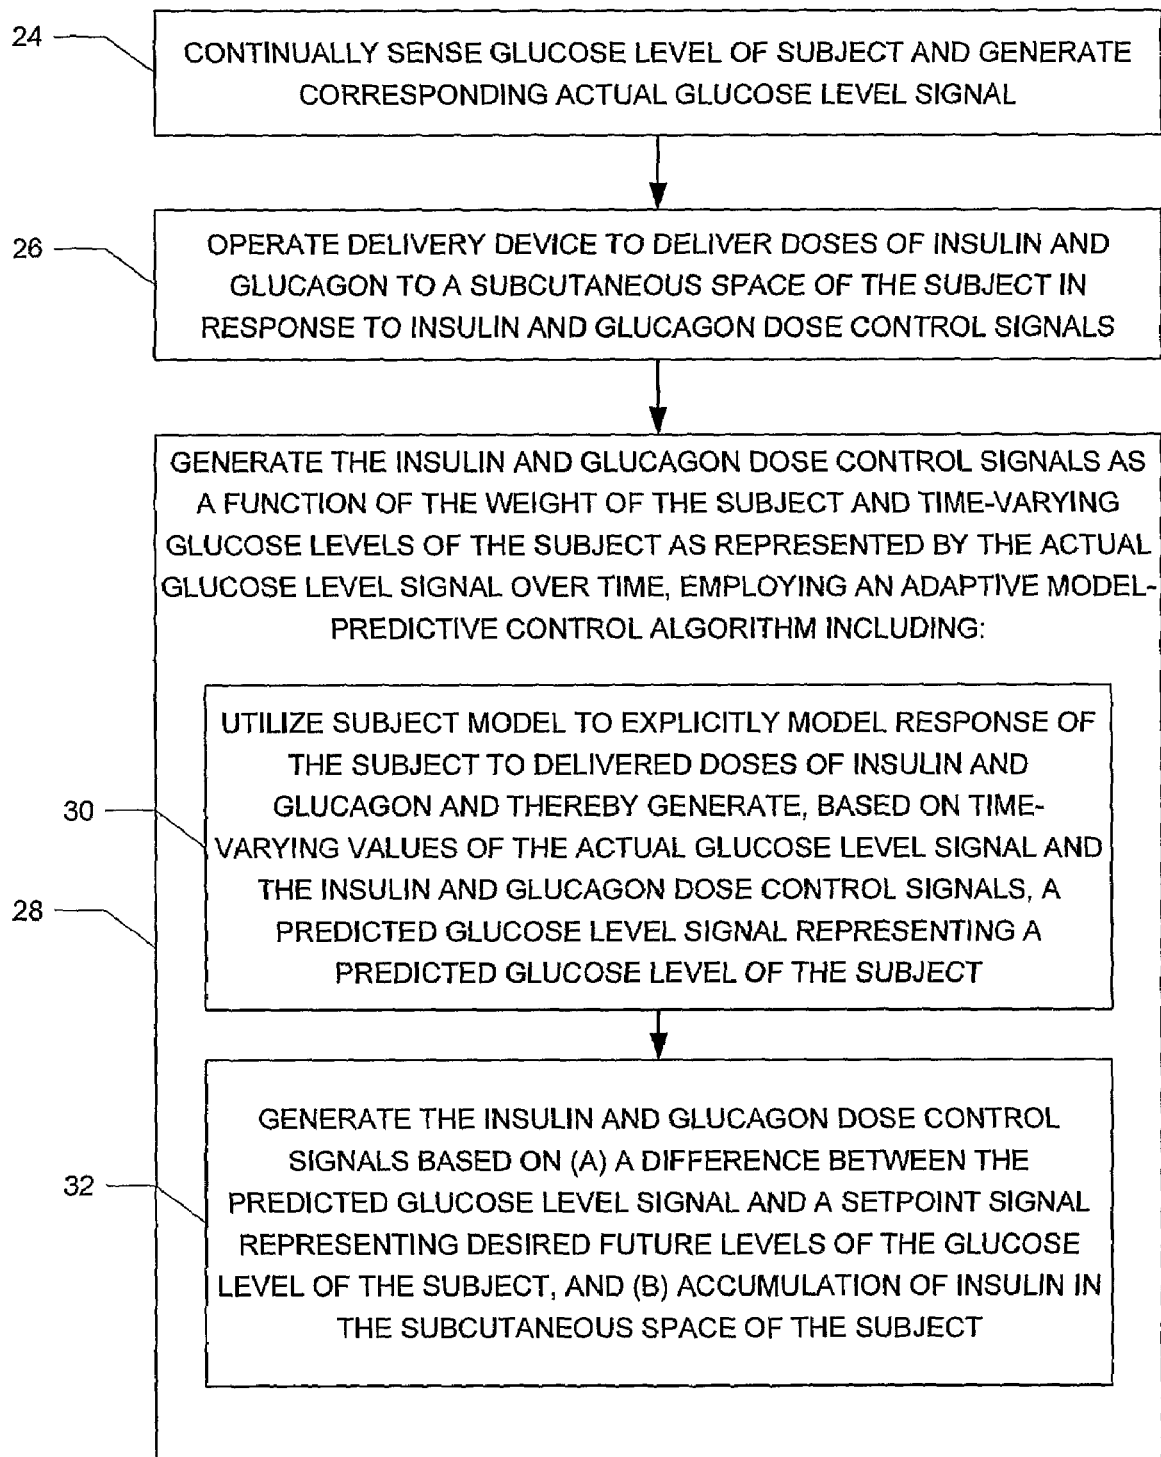 24
CONTINUALLY SENSE GLUCOSE LEVEL OF SUBJECT AND GENERATE
CORRESPONDING ACTUAL GLUCOSE LEVEL SIGNAL
26
OPERATE DELIVERY DEVICE TO DELIVER DOSES OF INSULIN AND
GLUCAGON TO A SUBCUTANEOUS SPACE OF THE SUBJECT IN
RESPONSE TO INSULIN AND GLUCAGON DOSE CONTROL SIGNALS
28
GENERATE THE INSULIN AND GLUCAGON DOSE CONTROL SIGNALS AS
A FUNCTION OF THE WEIGHT OF THE SUBJECT AND TIME-VARYING
GLUCOSE LEVELS OF THE SUBJECT AS REPRESENTED BY THE ACTUAL
GLUCOSE LEVEL SIGNAL OVER TIME, EMPLOYING AN ADAPTIVE MODEL-
PREDICTIVE CONTROL ALGORITHM INCLUDING:
30
UTILIZE SUBJECT MODEL TO EXPLICITLY MODEL RESPONSE OF
THE SUBJECT TO DELIVERED DOSES OF INSULIN AND
GLUCAGON AND THEREBY GENERATE, BASED ON TIME-
VARYING VALUES OF THE ACTUAL GLUCOSE LEVEL SIGNAL AND
THE INSULIN AND GLUCAGON DOSE CONTROL SIGNALS, A
PREDICTED GLUCOSE LEVEL SIGNAL REPRESENTING A
PREDICTED GLUCOSE LEVEL OF THE SUBJECT
32
GENERATE THE INSULIN AND GLUCAGON DOSE CONTROL
SIGNALS BASED ON (A) A DIFFERENCE BETWEEN THE
PREDICTED GLUCOSE LEVEL SIGNAL AND A SETPOINT SIGNAL
REPRESENTING DESIRED FUTURE LEVELS OF THE GLUCOSE
LEVEL OF THE SUBJECT, AND (B) ACCUMULATION OF INSULIN IN
THE SUBCUTANEOUS SPACE OF THE SUBJECT